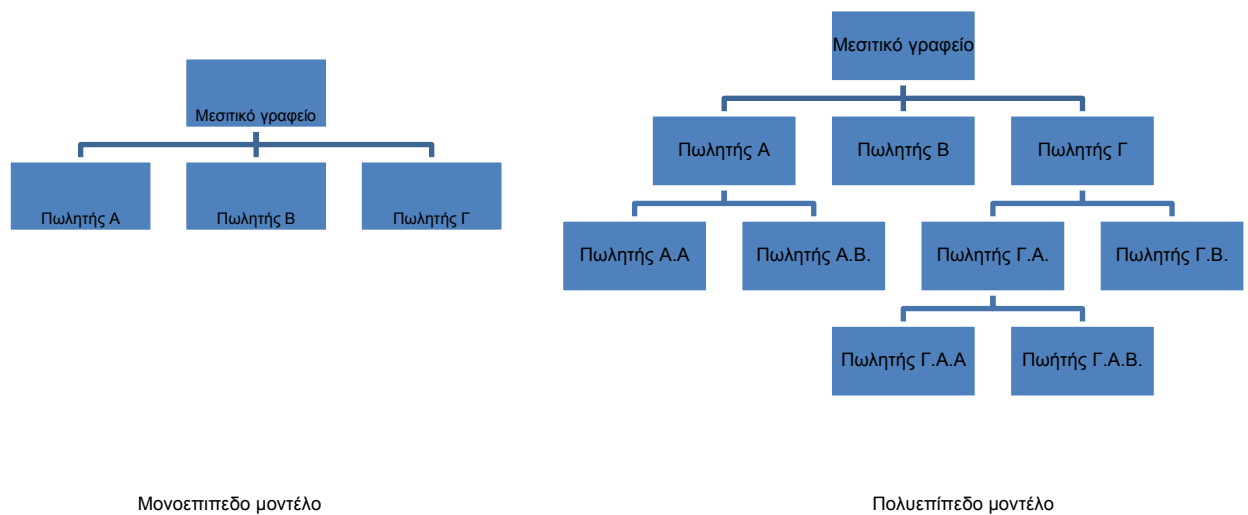 Μεσιτικό γραφείο
Πωλητής Α
Πωλητής Β
Πωλητής Γ
Μονοεπιπεδο μοντέλο
Μεσιτικό γραφείο
Πωλητής Α
Πωλητής Β
Πωλητής Γ
Πωλητής Α.Α
Πωλητής Α.Β.
Πωλητής Γ.Α.
Πωλητής Γ.Β.
Πωλητής Γ.Α.Α
Πωήτής Γ.Α.Β.
Πολυεπίπεδο μοντέλο